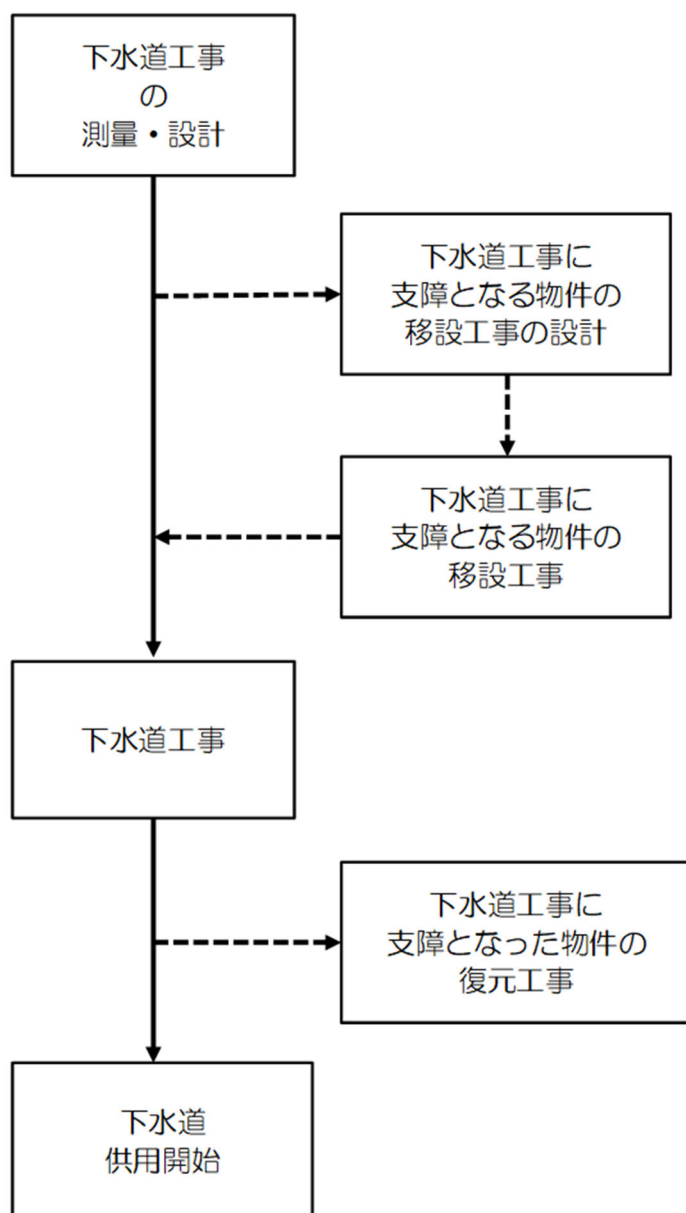 下水道工事
の
測量・設計
下水道工事に
支障となる物件の
移設工事の設計
下水道工事に
支障となる物件の
移設工事
下水道工事
下水道工事に
支障となった物件の
復元工事
下水道
供用開始